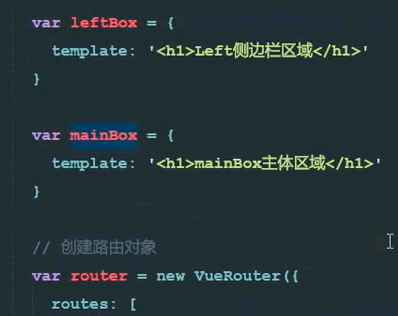 var leftBox = {
template: '<h1>Left侧边栏区域</h1>'
}
var mainBox = {
template: '<h1>mainBox主体区域</h1>'
}
// 创建路由对象
var router = new VueRouter({
routes: [